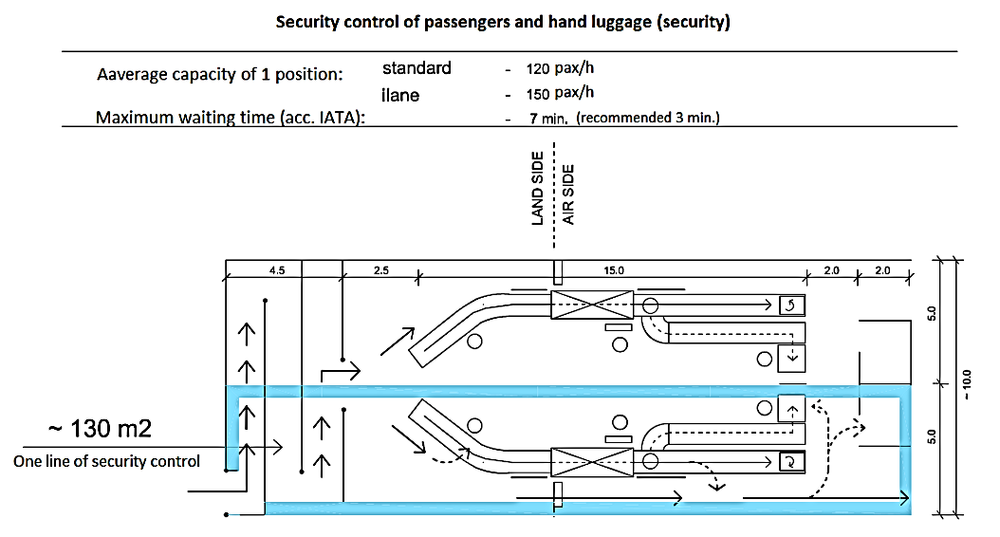 Security control of passengers and hand luggage (security)
Aaverage capacity of 1 position: standard - 120 pax/h
ilane - 150 pax/h
Maximum waiting time (acc. IATA): - 7 min. (recommended 3 min.)
LAND SIDE
AIR SIDE
4.5 2.5 15.0 2.0 2.0
5.0
~ 10.0
5.0
~ 130 m2
One line of security control